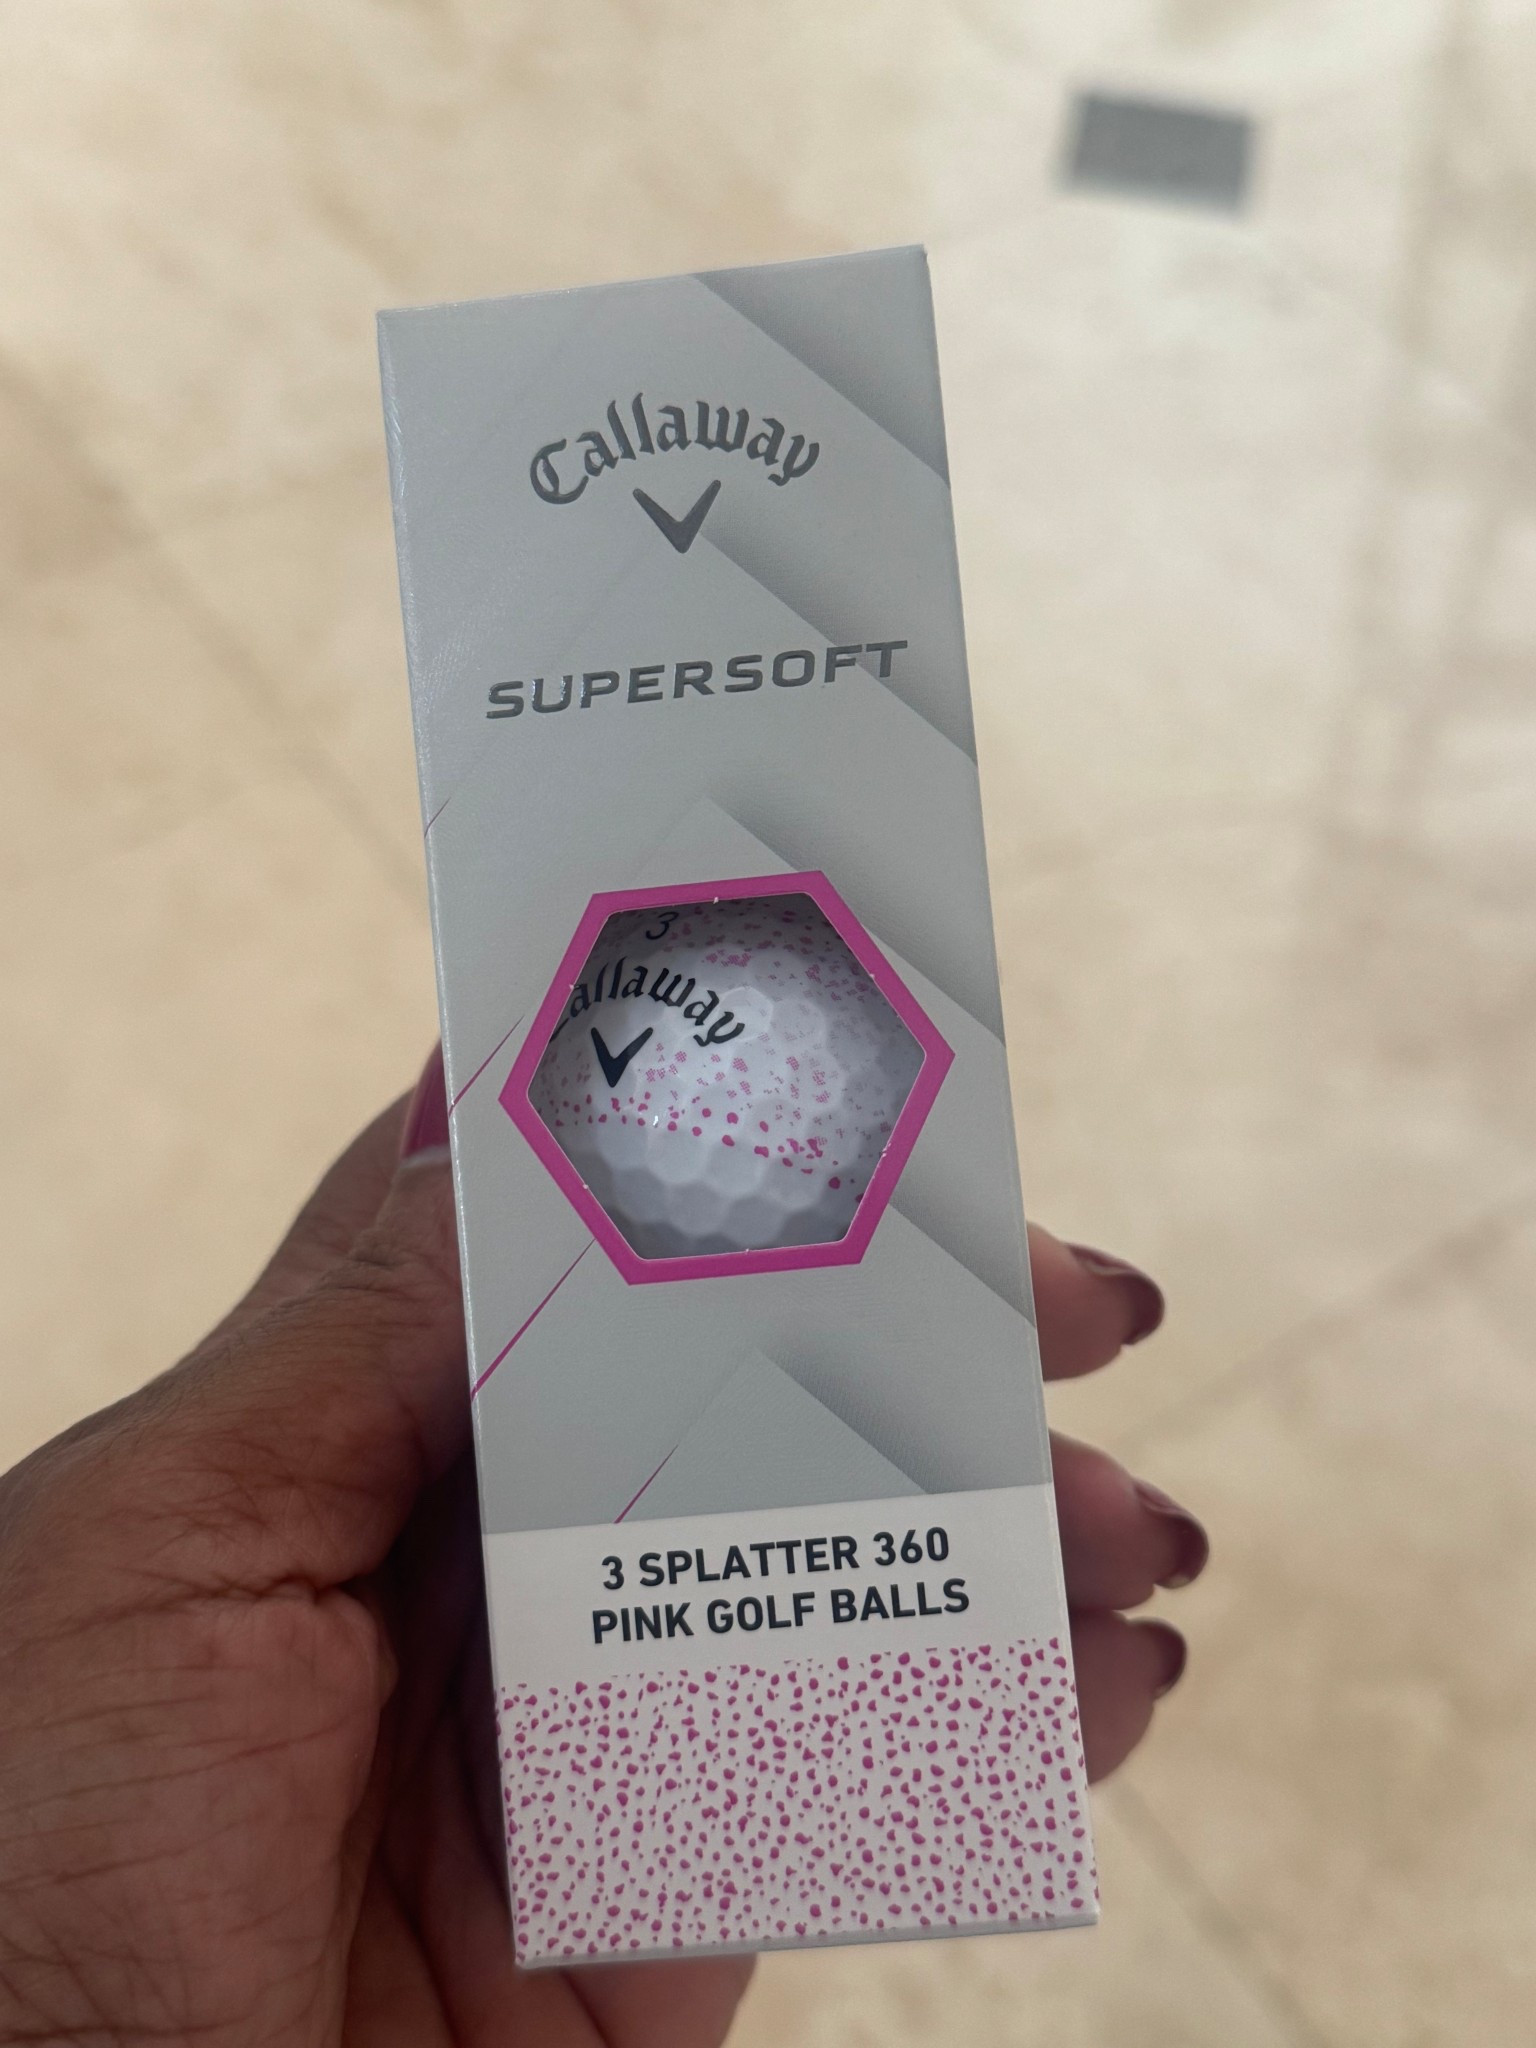 Callaway
SUPERSOFT
3
Callaway
3 SPLATTER 360
PINK GOLF BALLS